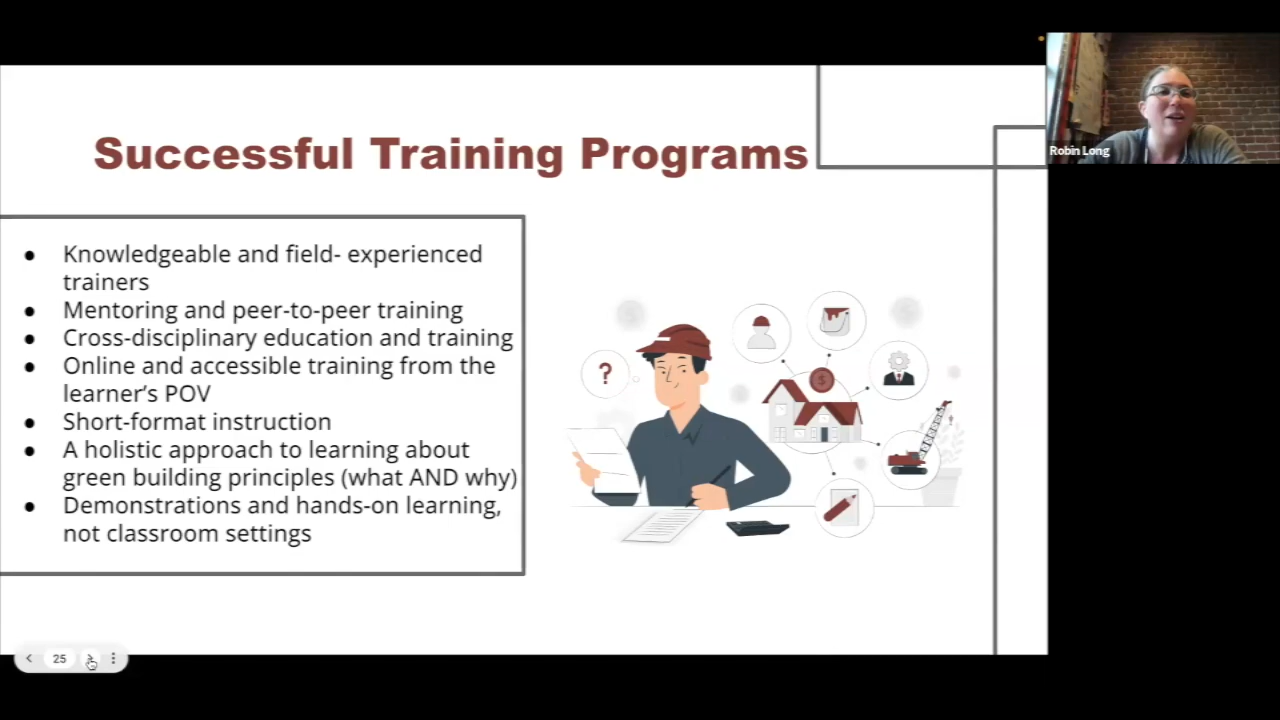 Successful Training Programs
Robin Long
● Knowledgeable and field- experienced
trainers
● Mentoring and peer-to-peer training
● Cross-disciplinary education and training
● Online and accessible training from the
learner's POV
● Short-format instruction
● A holistic approach to learning about
green building principles (what AND why)
● Demonstrations and hands-on learning,
not classroom settings
?
$
25